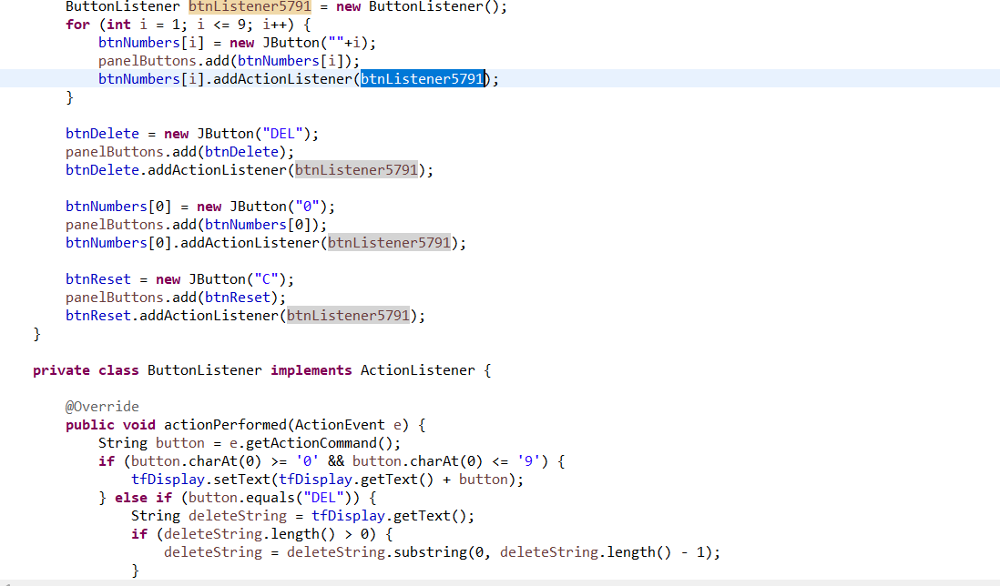 ButtonListener btnListener5791 = new ButtonListener();
for (int i = 1; i <= 9; i++) {
btnNumbers[i] = new JButton(""+i);
panelButtons.add(btnNumbers[i]);
btnNumbers[i].addActionListener(btnListener5791);
}
btnDelete = new JButton("DEL");
panelButtons.add(btnDelete);
btnDelete.addActionListener(btnListener5791);
btnNumbers[0] = new JButton("0");
panelButtons.add(btnNumbers[0]);
btnNumbers[0].addActionListener(btnListener5791);
btnReset = new JButton("C");
panelButtons.add(btnReset);
btnReset.addActionListener(btnListener5791);
}
private class ButtonListener implements ActionListener {
@Override
public void actionPerformed(ActionEvent e) {
String button = e.getActionCommand();
if (button.charAt(0) >= '0' && button.charAt(0) <= '9') {
tfDisplay.setText(tfDisplay.getText() + button);
} else if (button.equals("DEL")) {
String deleteString = tfDisplay.getText();
if (deleteString.length() > 0) {
deleteString = deleteString.substring(0, deleteString.length() - 1);
}